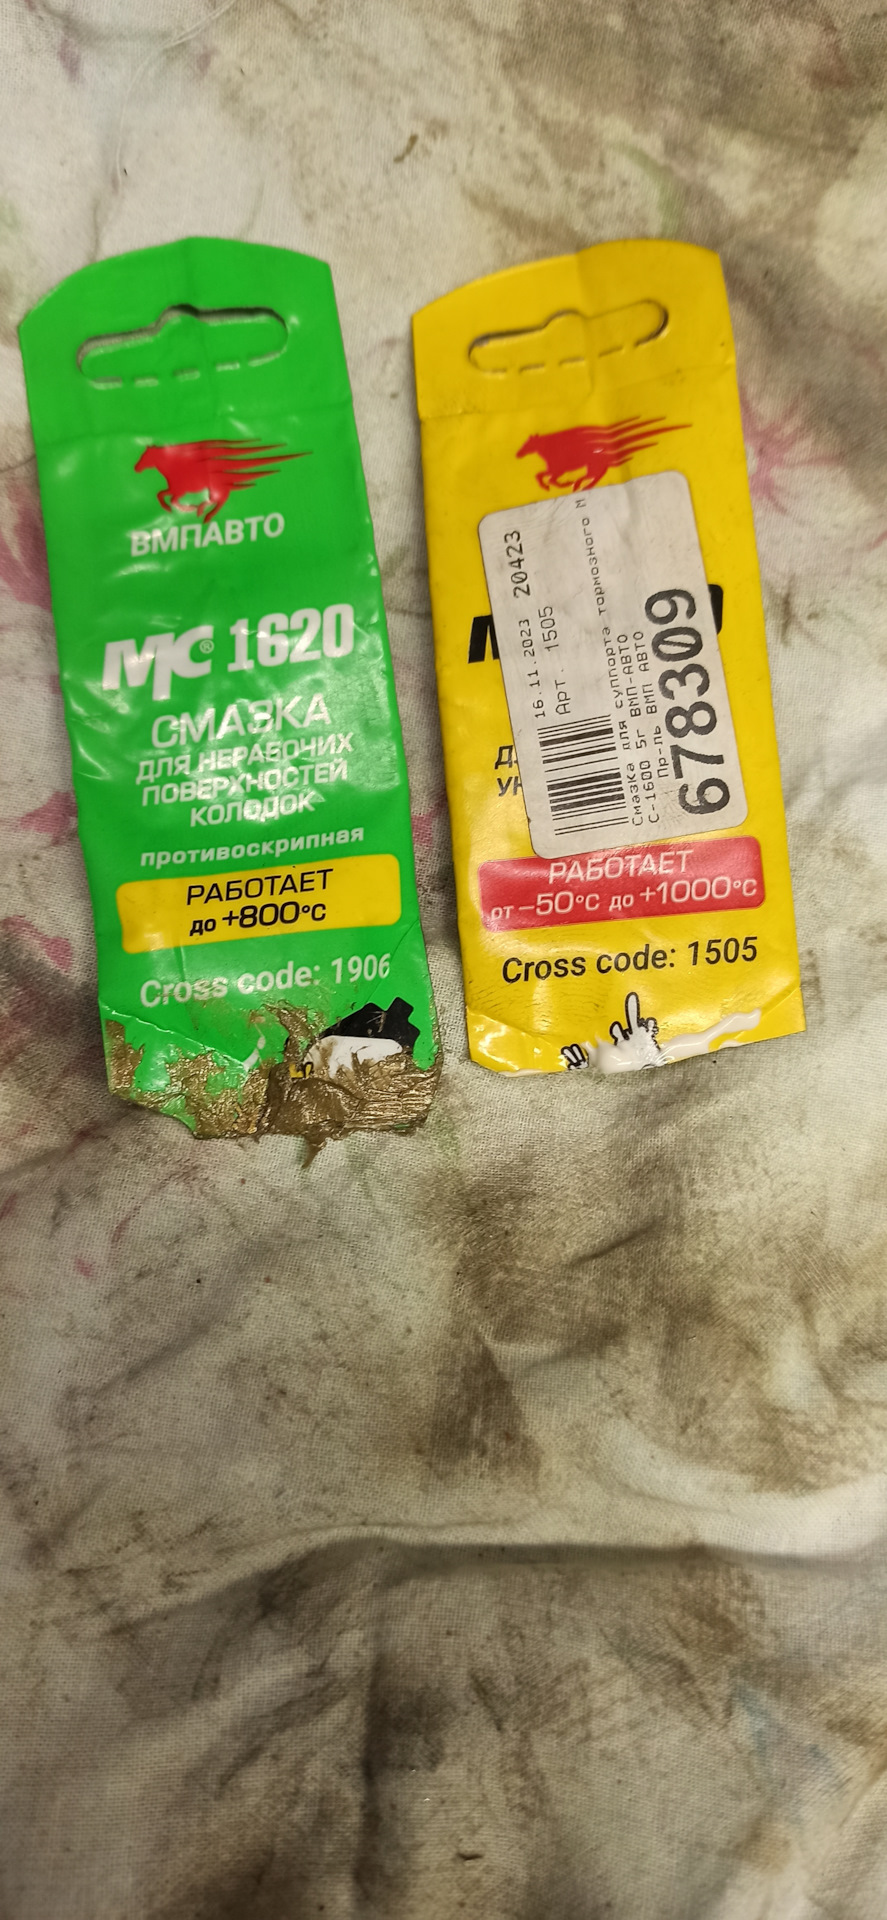 ВМПАВТО
МС® 1620
СМАЗКА
ДЛЯ НЕРАБОЧИХ
ПОВЕРХНОСТЕЙ
КОЛОДОК
противоскрипная
РАБОТАЕТ
до +800°С
Cross code: 1906
16.11.2023 20423
Арт. 1505
Смазка для суппорта тормозного М
С-1600 5г ВМП-АВТО
Пр-ль ВМП АВТО
678309
РАБОТАЕТ
от −50°С до +1000°С
Cross code: 1505